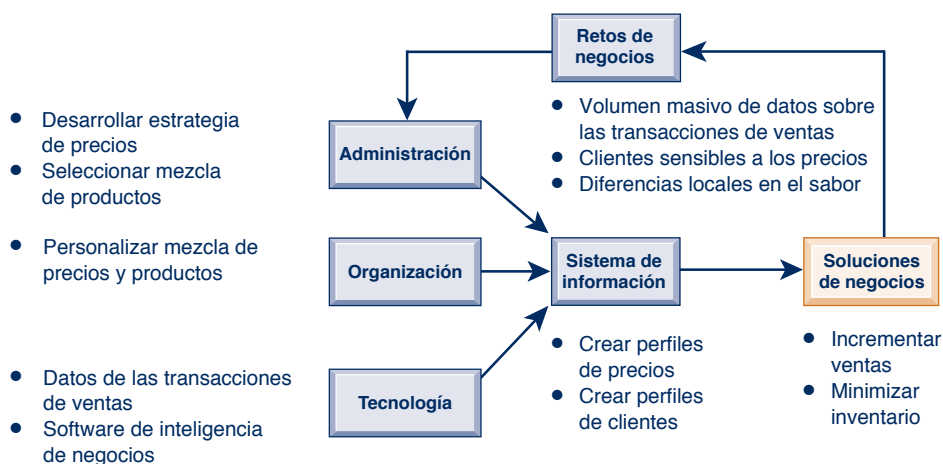 Retos de
negocios
● Volumen masivo de datos sobre
las transacciones de ventas
● Clientes sensibles a los precios
● Diferencias locales en el sabor
● Desarrollar estrategia
de precios
● Seleccionar mezcla
de productos
Administración
● Personalizar mezcla de
precios y productos
Organización
Sistema de
información
Soluciones
de negocios
● Crear perfiles
de precios
● Crear perfiles
de clientes
● Incrementar
ventas
● Minimizar
inventario
● Datos de las transacciones
de ventas
● Software de inteligencia
de negocios
Tecnología